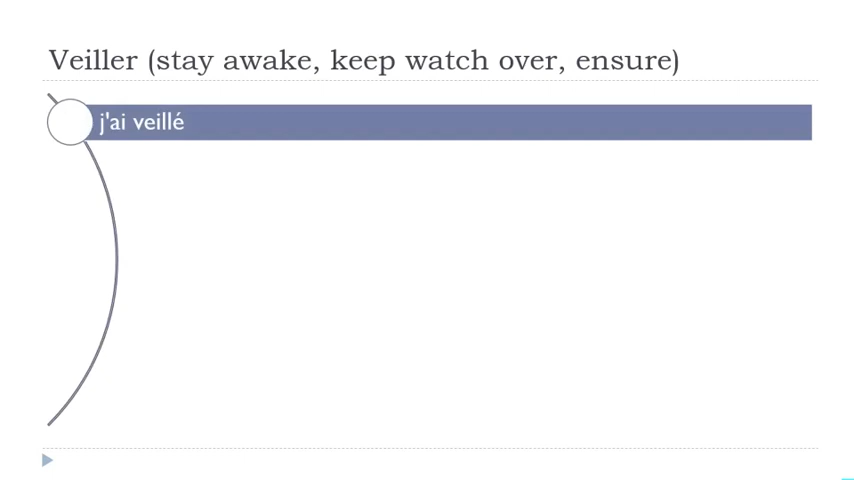 Veiller (stay awake, keep watch over, ensure)
j'ai veillé